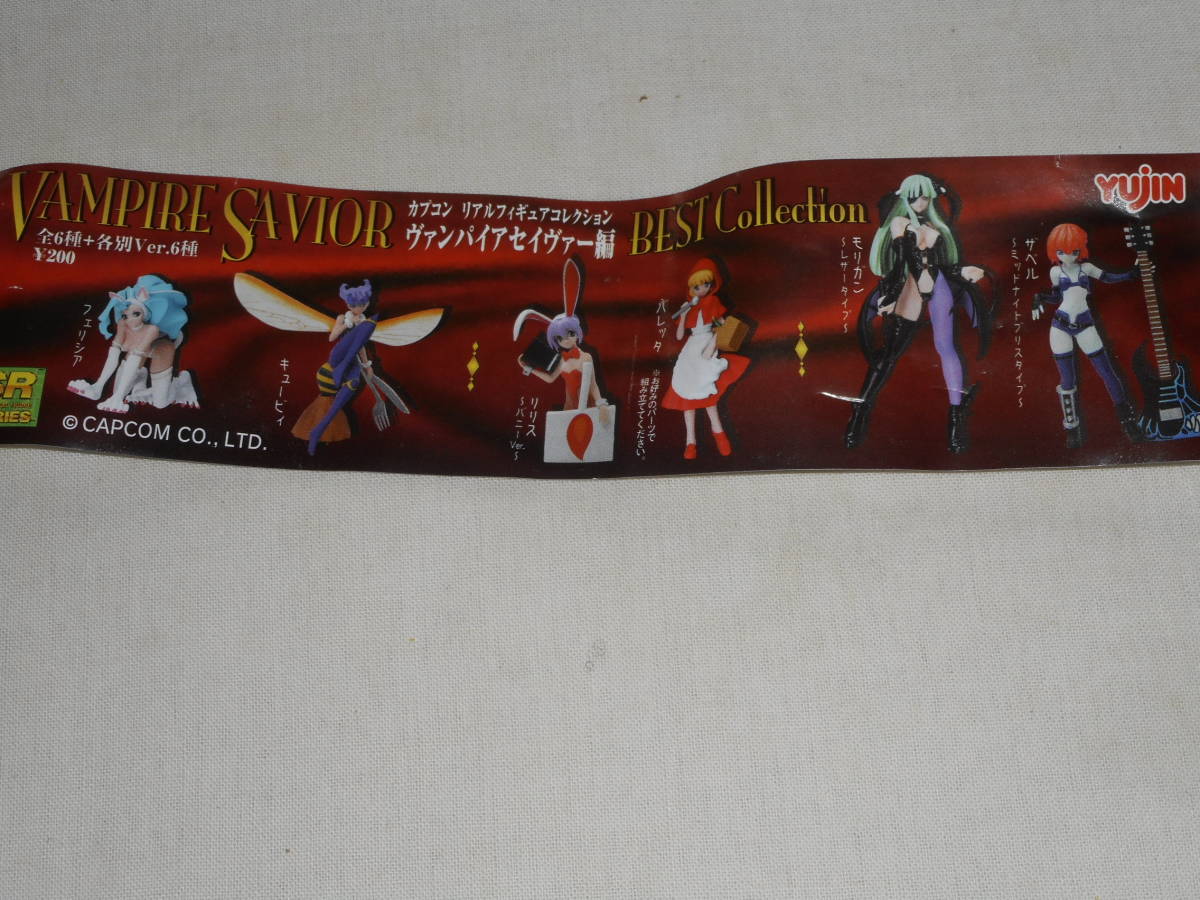 VAMPIRE SAVIOR
全6種+各別Ver.6種
¥200
カプコン リアルフィギュアコレクション
ヴァンパイアセイヴァー編
BEST Collection
YUJIN
フェリシア
キュービィ
リリス
～バニーVer.～
バレッタ
※お好みのパーツで
組み立ててください。
モリガン
～レザータイプ～
ザベル
～ミッドナイトブリスタイプ～
GR
RIES
© CAPCOM CO., LTD.